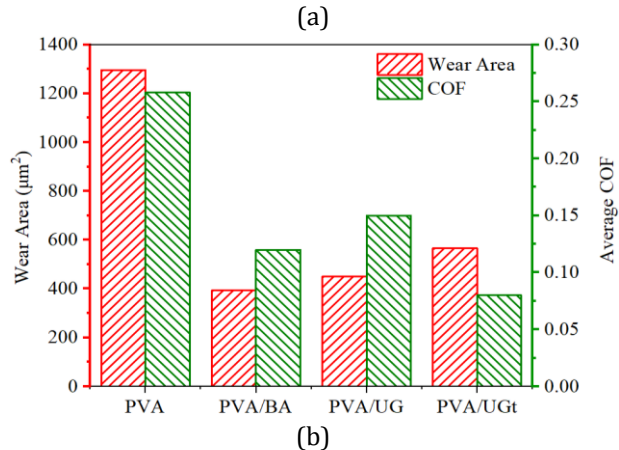 (a)
1400
1200
1000
800
600
400
200
0
Wear Area (μm²)
Wear Area
COF
0.30
0.25
0.20
0.15
0.10
0.05
0.00
Average COF
PVA PVA/BA PVA/UG PVA/UGt
(b)